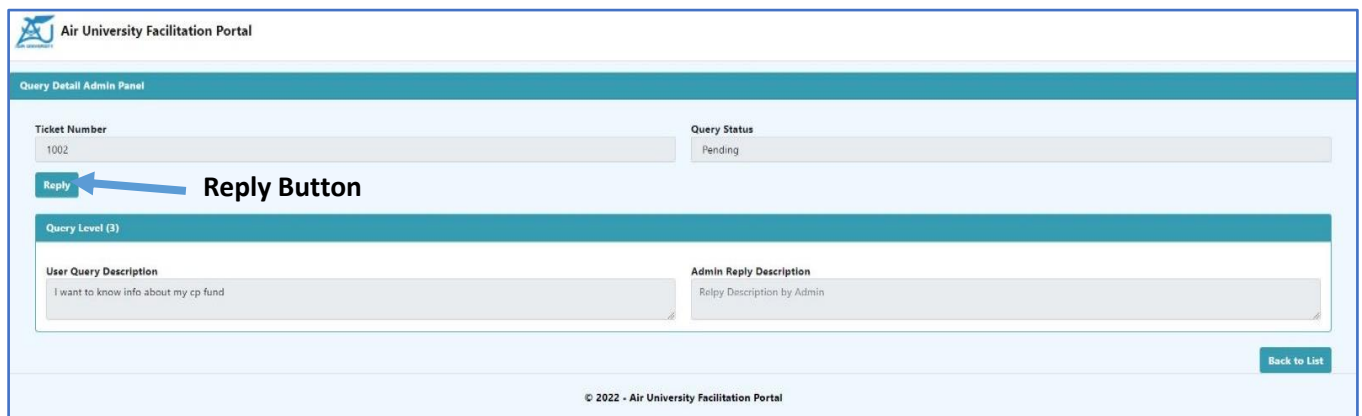 Air University Facilitation Portal
AIR UNIVERSITY
Query Detail Admin Panel
Ticket Number
Query Status
1002
Pending
Reply
Reply Button
Query Level (3)
User Query Description
Admin Reply Description
I want to know info about my cp fund
Relpy Description by Admin
Back to List
© 2022 - Air University Facilitation Portal